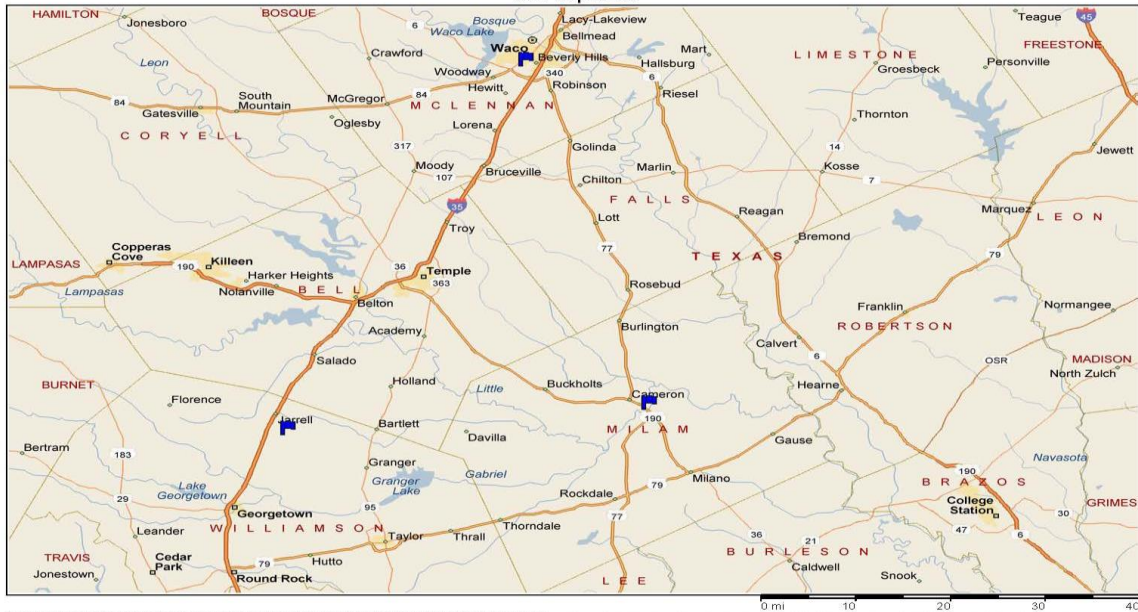 HAMILTON
Jonesboro
BOSQUE
6
Bosque
Waco Lake
Lacy-Lakeview
Bellmead
Waco
Beverly Hills
Crawford
Leon
Woodway
Hewitt
340
Robinson
Hallsburg
Mart
6
Riesel
LIMESTONE
Groesbeck
Teague
45
FREESTONE
Personville
84
South
Mountain
Gatesville
McGregor
84
MCLENNAN
Oglesby
CORYELL
Lorena
317
Golinda
Thornton
14
Jewett
Moody
107
Bruceville
Chilton
Marlin
Kosse
7
35
FALLS
Lott
Reagan
Marquez
LEON
Troy
77
Bremond
TEXAS
79
Copperas
Cove
LAMPASAS
190
Killeen
Harker Heights
36
Temple
363
Lampasas
Nolanville
BELL
Belton
Rosebud
Franklin
Normangee
Academy
Burlington
ROBERTSON
Calvert
6
OSR
MADISON
North Zulch
Salado
BURNET
Holland
Little
Buckholts
Cameron
Hearne
Florence
Jarrell
190
MILAM
Bartlett
Davilla
Gause
Bertram
183
Granger
Granger
Lake
Gabriel
Milano
Navasota
190
BRAZOS
Lake
Georgetown
29
95
Rockdale
79
College
Station
GRIMES
Georgetown
77
30
WILLIAMSON
Thorndale
47
Leander
Taylor
Thrall
36
21
6
TRAVIS
Cedar
Park
79
Hutto
BURLESON
Caldwell
Jonestown
Round Rock
LEE
Snook
0 mi 10 20 30 40